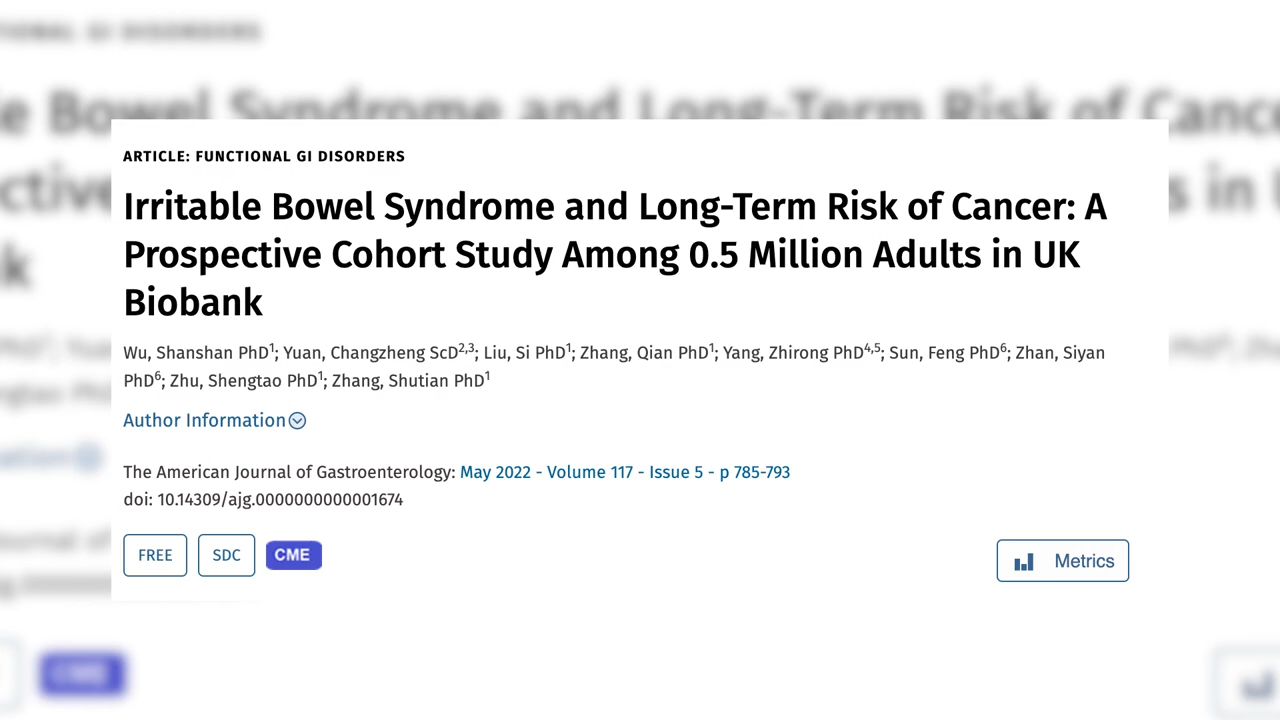 ARTICLE: FUNCTIONAL GI DISORDERS
Irritable Bowel Syndrome and Long-Term Risk of Cancer: A
Prospective Cohort Study Among 0.5 Million Adults in UK
Biobank
Wu, Shanshan PhD1; Yuan, Changzheng ScD2,3; Liu, Si PhD1; Zhang, Qian PhD1; Yang, Zhirong PhD4,5; Sun, Feng PhD6; Zhan, Siyan
PhD6; Zhu, Shengtao PhD1; Zhang, Shutian PhD1
Author Information
The American Journal of Gastroenterology: May 2022 - Volume 117 - Issue 5 - p 785-793
doi: 10.14309/ajg.0000000000001674
FREE SDC CME Metrics